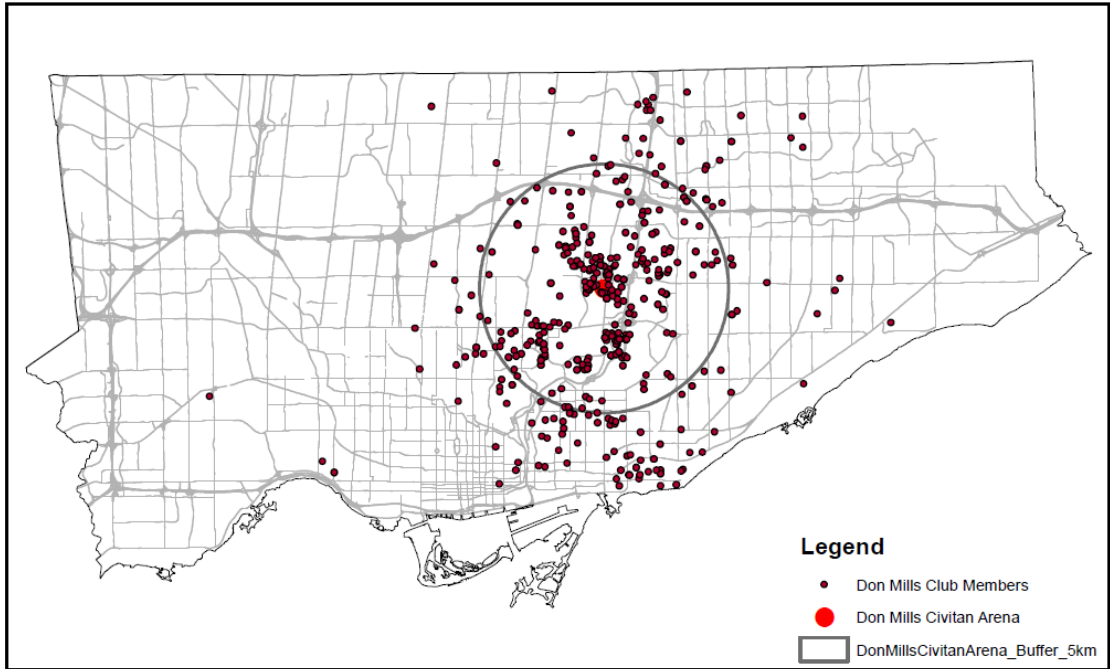 Legend
Don Mills Club Members
Don Mills Civitan Arena
DonMillsCivitanArena_Buffer_5km